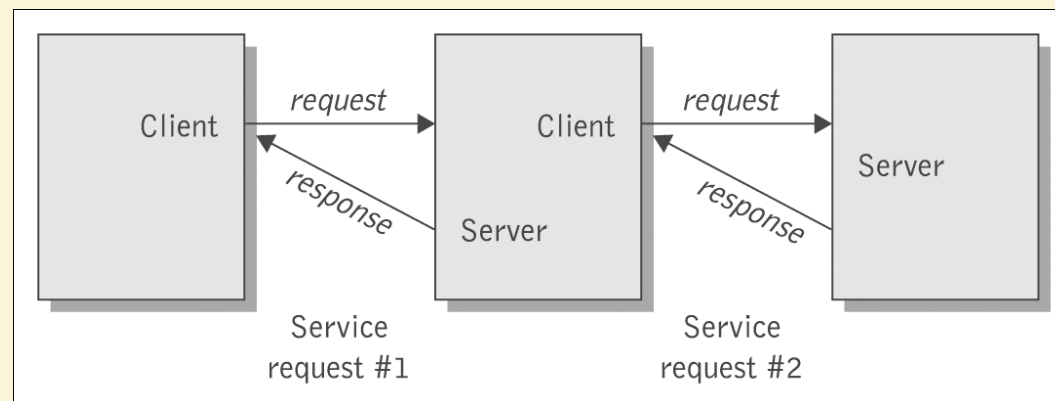 request
request
Client
Client
Server
response
response
Server
Service
request #1
Service
request #2